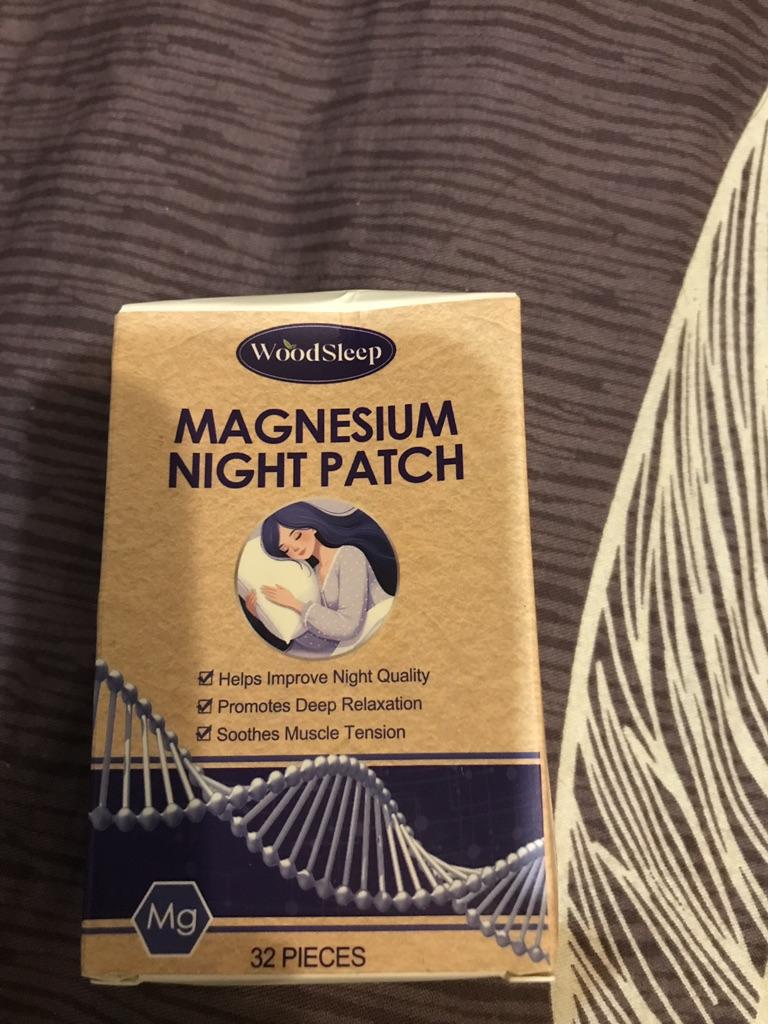 WoodSleep
MAGNESIUM
NIGHT PATCH
Helps Improve Night Quality
Promotes Deep Relaxation
Soothes Muscle Tension
Mg
32 PIECES